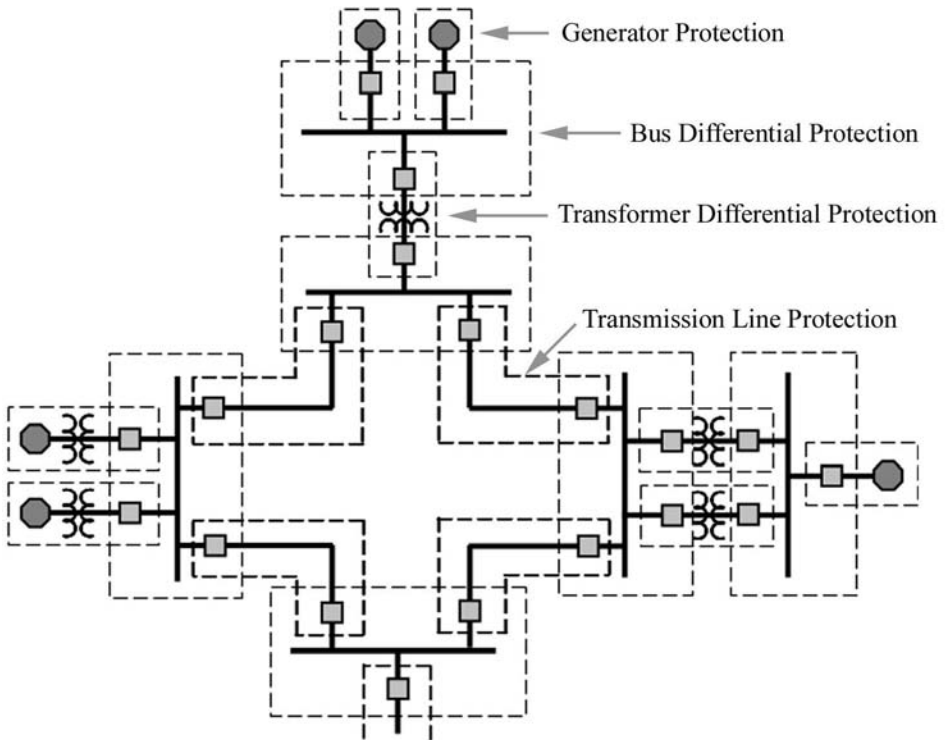 Generator Protection
Bus Differential Protection
Transformer Differential Protection
Transmission Line Protection